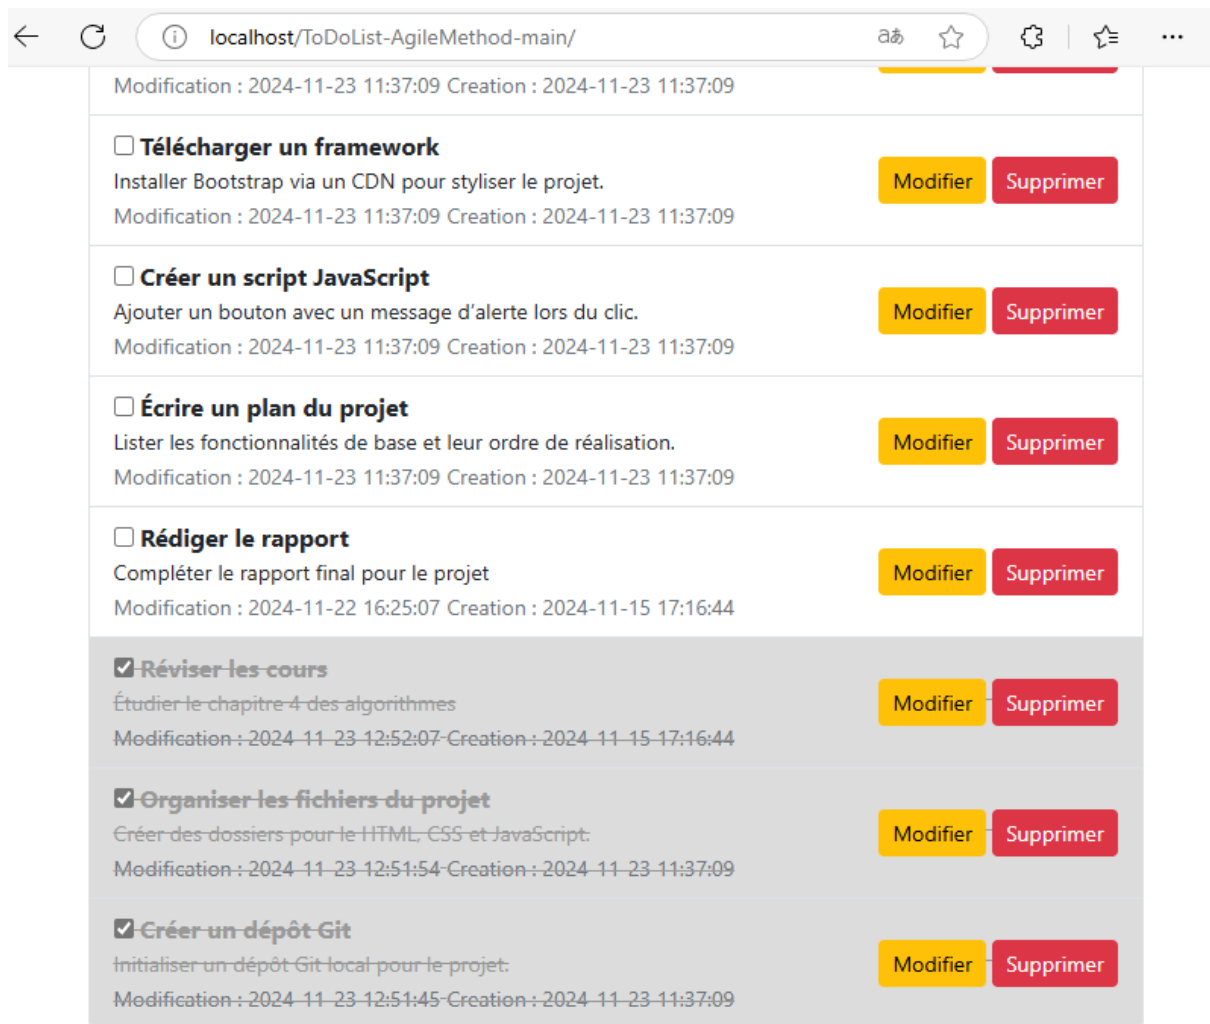 localhost/ToDoList-AgileMethod-main/
Modification : 2024-11-23 11:37:09 Creation : 2024-11-23 11:37:09
Télécharger un framework
Installer Bootstrap via un CDN pour styliser le projet.
Modification : 2024-11-23 11:37:09 Creation : 2024-11-23 11:37:09
Modifier Supprimer
Créer un script JavaScript
Ajouter un bouton avec un message d’alerte lors du clic.
Modification : 2024-11-23 11:37:09 Creation : 2024-11-23 11:37:09
Modifier Supprimer
Écrire un plan du projet
Lister les fonctionnalités de base et leur ordre de réalisation.
Modification : 2024-11-23 11:37:09 Creation : 2024-11-23 11:37:09
Modifier Supprimer
Rédiger le rapport
Compléter le rapport final pour le projet
Modification : 2024-11-22 16:25:07 Creation : 2024-11-15 17:16:44
Modifier Supprimer
Réviser les cours
Étudier le chapitre 4 des algorithmes
Modification : 2024-11-23 12:52:07 Creation : 2024-11-15 17:16:44
Modifier Supprimer
Organiser les fichiers du projet
Créer des dossiers pour le HTML, CSS et JavaScript.
Modification : 2024-11-23 12:51:54 Creation : 2024-11-23 11:37:09
Modifier Supprimer
Créer un dépôt Git
Initialiser un dépôt Git local pour le projet.
Modification : 2024-11-23 12:51:45 Creation : 2024-11-23 11:37:09
Modifier Supprimer